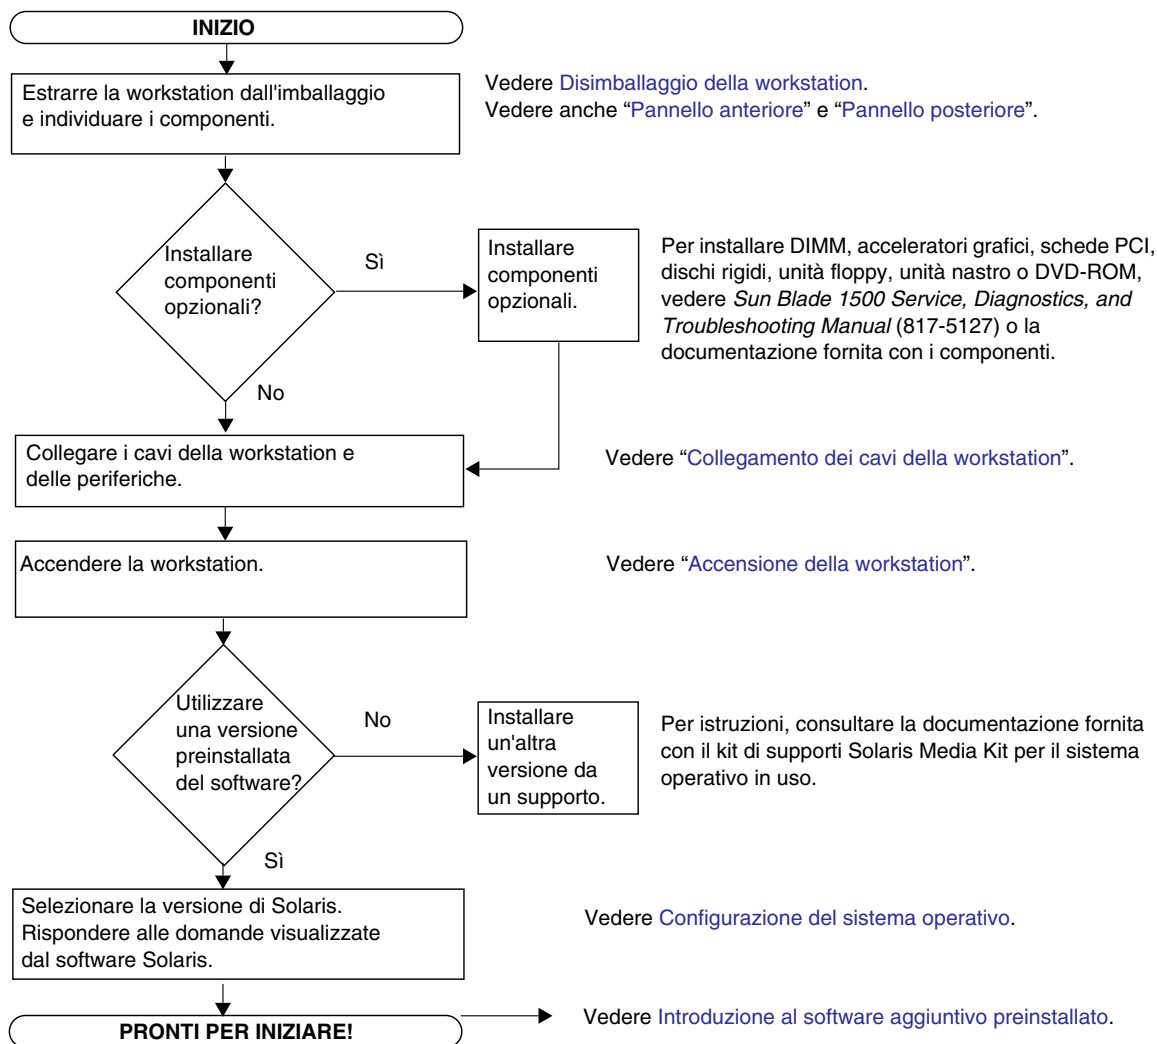 INIZIO
Estrarre la workstation dall'imballaggio
e individuare i componenti.
Vedere Disimballaggio della workstation.
Vedere anche “Pannello anteriore” e “Pannello posteriore”.
Installare
componenti
opzionali?
Sì
Installare
componenti
opzionali.
Per installare DIMM, acceleratori grafici, schede PCI,
dischi rigidi, unità floppy, unità nastro o DVD-ROM,
vedere Sun Blade 1500 Service, Diagnostics, and
Troubleshooting Manual (817-5127) o la
documentazione fornita con i componenti.
No
Collegare i cavi della workstation e
delle periferiche.
Vedere “Collegamento dei cavi della workstation”.
Accendere la workstation.
Vedere “Accensione della workstation”.
Utilizzare
una versione
preinstallata
del software?
No
Installare
un'altra
versione da
un supporto.
Per istruzioni, consultare la documentazione fornita
con il kit di supporti Solaris Media Kit per il sistema
operativo in uso.
Sì
Selezionare la versione di Solaris.
Rispondere alle domande visualizzate
dal software Solaris.
Vedere Configurazione del sistema operativo.
PRONTI PER INIZIARE!
Vedere Introduzione al software aggiuntivo preinstallato.